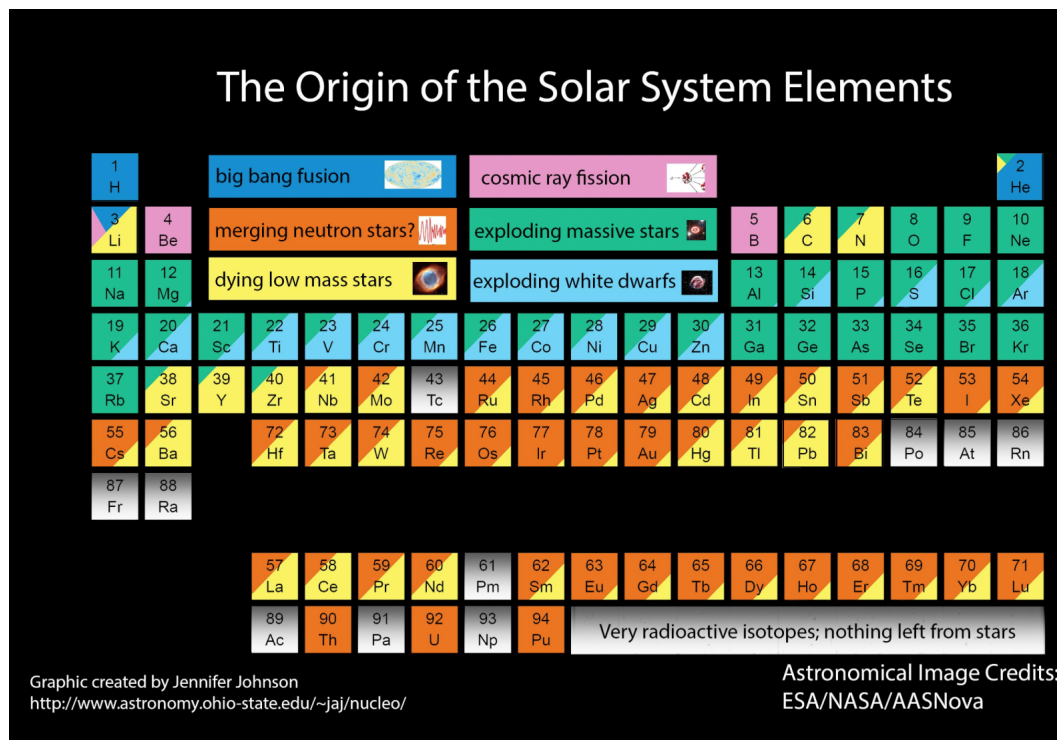 The Origin of the Solar System Elements
1
H
big bang fusion
cosmic ray fission
2
He
3
Li
4
Be
merging neutron stars?
exploding massive stars
5
B
6
C
7
N
8
O
9
F
10
Ne
11
Na
12
Mg
dying low mass stars
exploding white dwarfs
13
Al
14
Si
15
P
16
S
17
Cl
18
Ar
19
K
20
Ca
21
Sc
22
Ti
23
V
24
Cr
25
Mn
26
Fe
27
Co
28
Ni
29
Cu
30
Zn
31
Ga
32
Ge
33
As
34
Se
35
Br
36
Kr
37
Rb
38
Sr
39
Y
40
Zr
41
Nb
42
Mo
43
Tc
44
Ru
45
Rh
46
Pd
47
Ag
48
Cd
49
In
50
Sn
51
Sb
52
Te
53
I
54
Xe
55
Cs
56
Ba
72
Hf
73
Ta
74
W
75
Re
76
Os
77
Ir
78
Pt
79
Au
80
Hg
81
Tl
82
Pb
83
Bi
84
Po
85
At
86
Rn
87
Fr
88
Ra
57
La
58
Ce
59
Pr
60
Nd
61
Pm
62
Sm
63
Eu
64
Gd
65
Tb
66
Dy
67
Ho
68
Er
69
Tm
70
Yb
71
Lu
89
Ac
90
Th
91
Pa
92
U
93
Np
94
Pu
Very radioactive isotopes; nothing left from stars
Graphic created by Jennifer Johnson
http://www.astronomy.ohio-state.edu/~jaj/nucleo/
Astronomical Image Credits:
ESA/NASA/AASNova